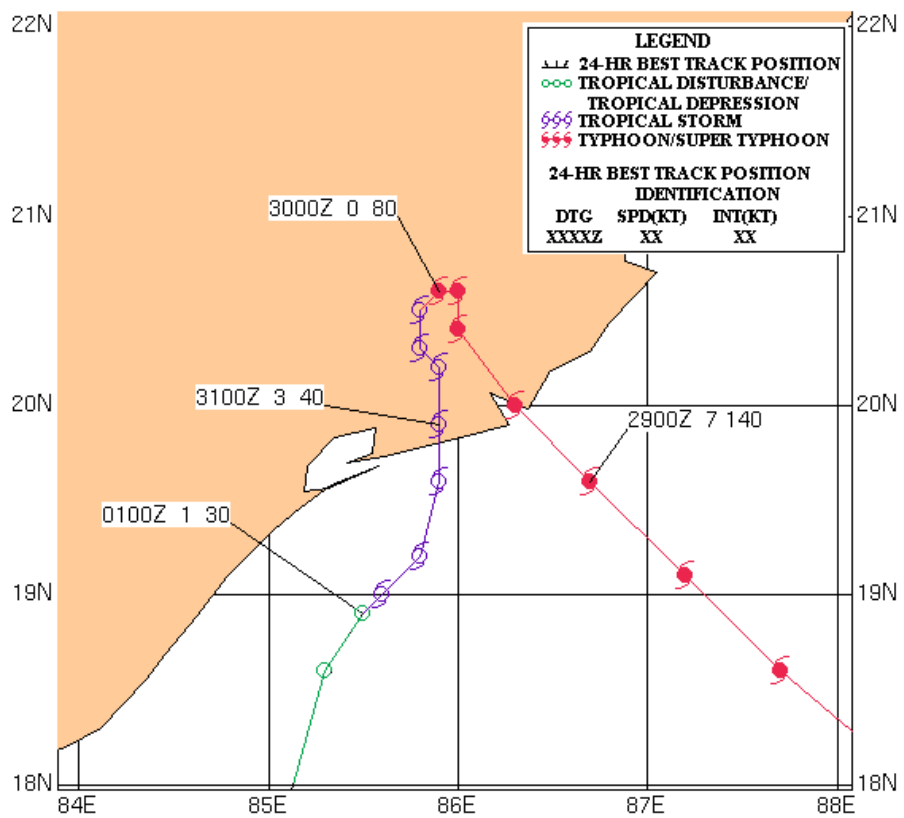 22N
22N
LEGEND
24-HR BEST TRACK POSITION
TROPICAL DISTURBANCE/
TROPICAL DEPRESSION
TROPICAL STORM
TYPHOON/SUPER TYPHOON
24-HR BEST TRACK POSITION
IDENTIFICATION
DTG SPD(KT) INT(KT)
XXXXZ XX XX
3000Z 0 80
21N
21N
3100Z 3 40
20N
20N
2900Z 7 140
0100Z 1 30
19N
19N
18N
18N
84E 85E 86E 87E 88E